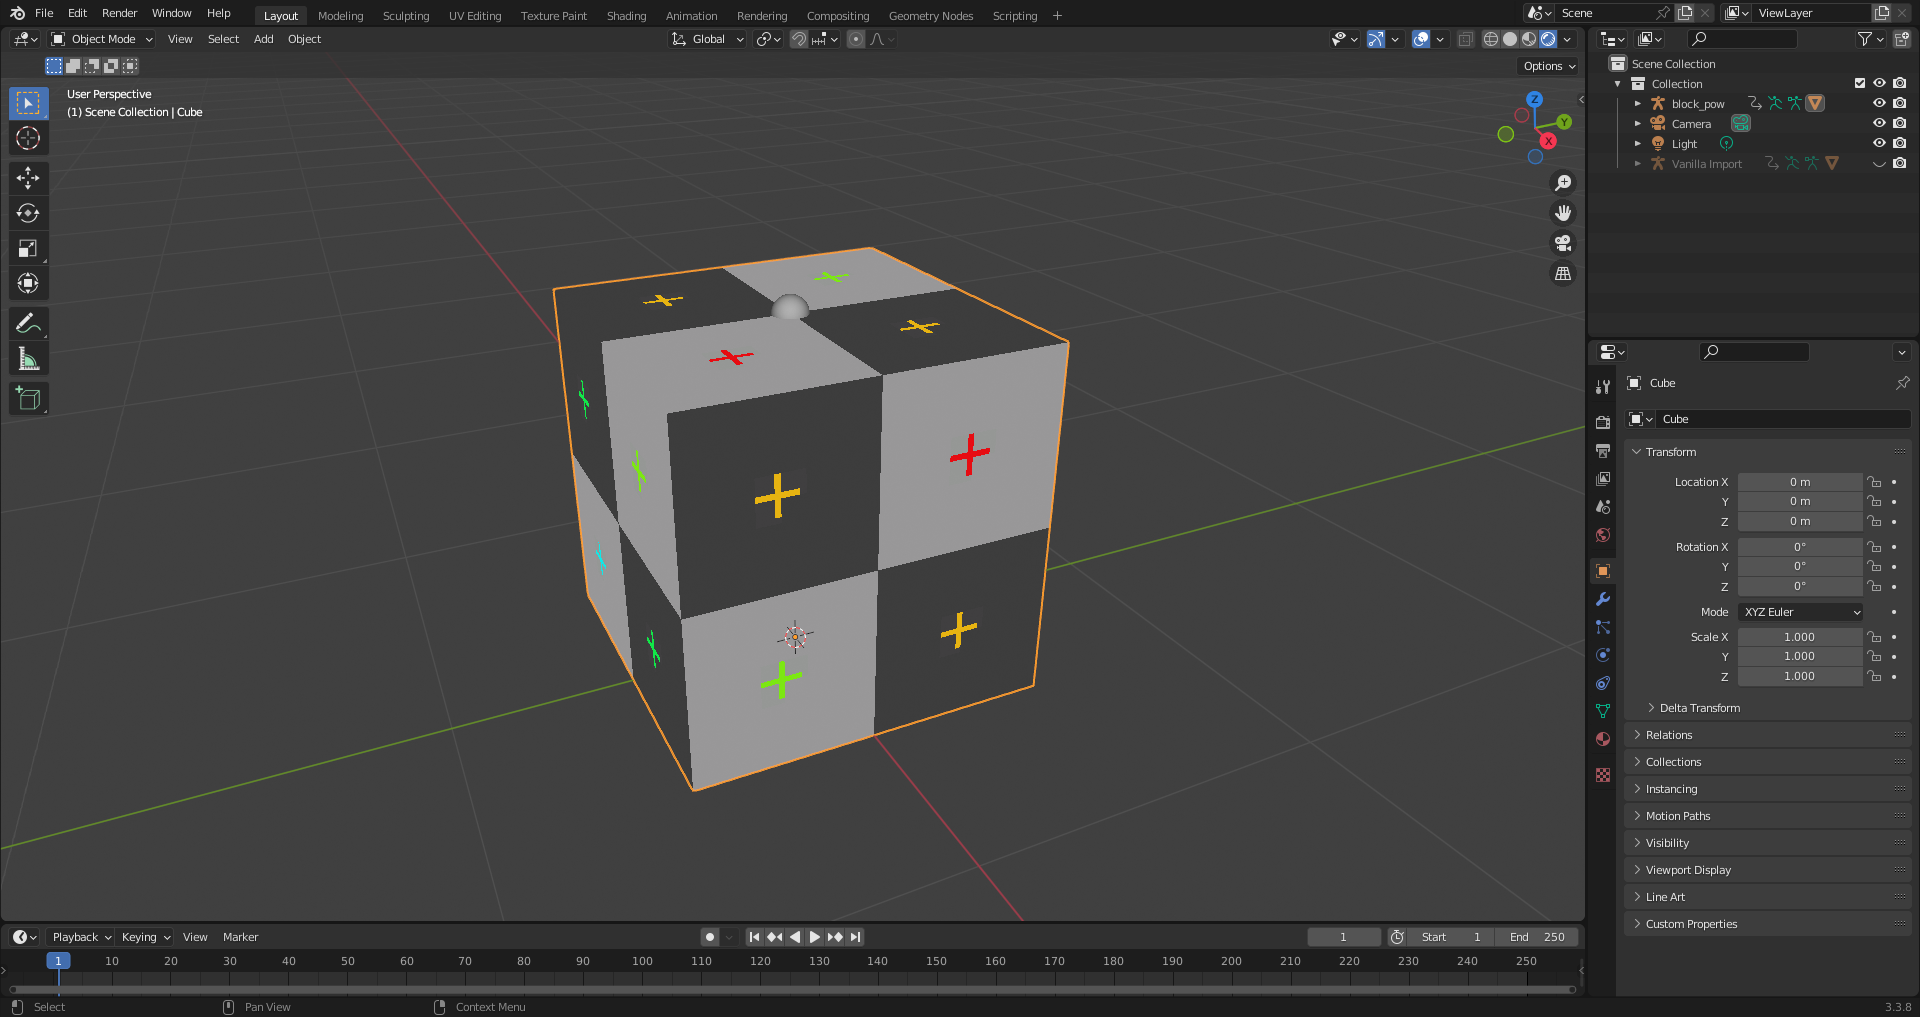 File Edit Render Window Help Layout Modeling Sculpting UV Editing Texture Paint Shading Animation Rendering Compositing Geometry Nodes Scripting + Scene ViewLayer
Object Mode View Select Add Object Global
Options
User Perspective
(1) Scene Collection | Cube
Z
Y
X
Scene Collection
Collection
block_pow
Camera
Light
Vanilla Import
Cube
Cube
Transform
Location X 0 m
Y 0 m
Z 0 m
Rotation X 0°
Y 0°
Z 0°
Mode XYZ Euler
Scale X 1.000
Y 1.000
Z 1.000
Delta Transform
Relations
Collections
Instancing
Motion Paths
Visibility
Viewport Display
Line Art
Custom Properties
Playback Keying View Marker 1 Start 1 End 250
1 10 20 30 40 50 60 70 80 90 100 110 120 130 140 150 160 170 180 190 200 210 220 230 240 250
Select Pan View Context Menu 3.3.8